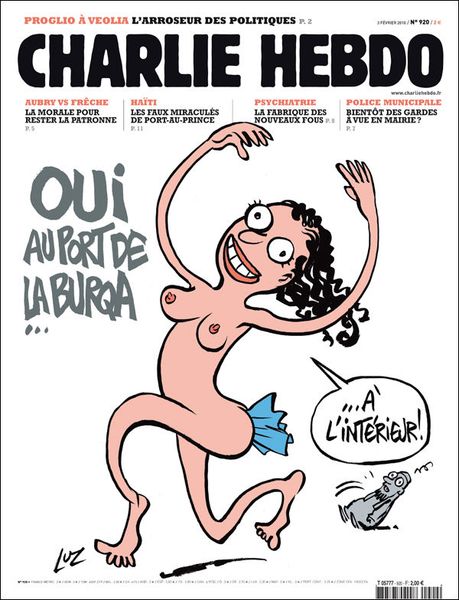 PROGLIO À VEOLIA L'ARROSEUR DES POLITIQUES P. 2
3 FÉVRIER 2010 / N° 920 / 2 €
CHARLIE HEBDO
www.charliehebdo.fr
AUBRY VS FRÊCHE
LA MORALE POUR
RESTER LA PATRONNE
P. 5
HAÏTI
LES FAUX MIRACULÉS
DE PORT-AU-PRINCE
P. 11
PSYCHIATRIE
LA FABRIQUE DES
NOUVEAUX FOUS P. 8
POLICE MUNICIPALE
BIENTÔT DES GARDES
À VUE EN MAIRIE ?
P. 7
OUI
AU PORT DE
LA BURQA
...
...À
L'INTÉRIEUR!
LUZ
T 05777 - 920 - F: 2,00 €